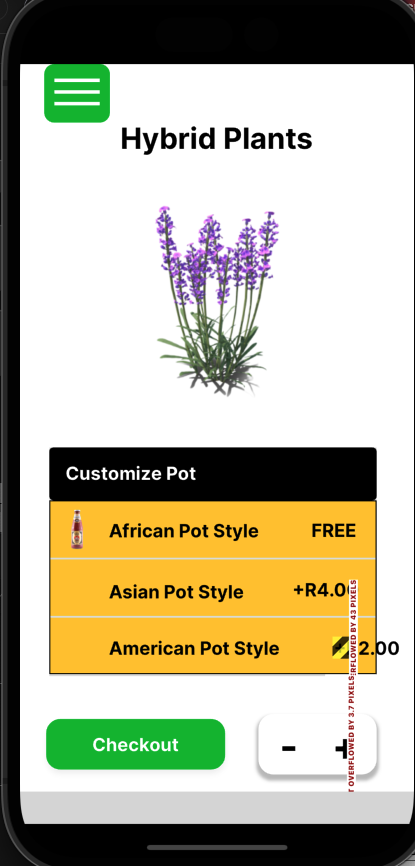 Hybrid Plants
Customize Pot
African Pot Style FREE
Asian Pot Style +R4.0
American Pot Style 2.00
ERFLOWED BY 43 PIXELS
T OVERFLOWED BY 3.7 PIXELS
Checkout - +